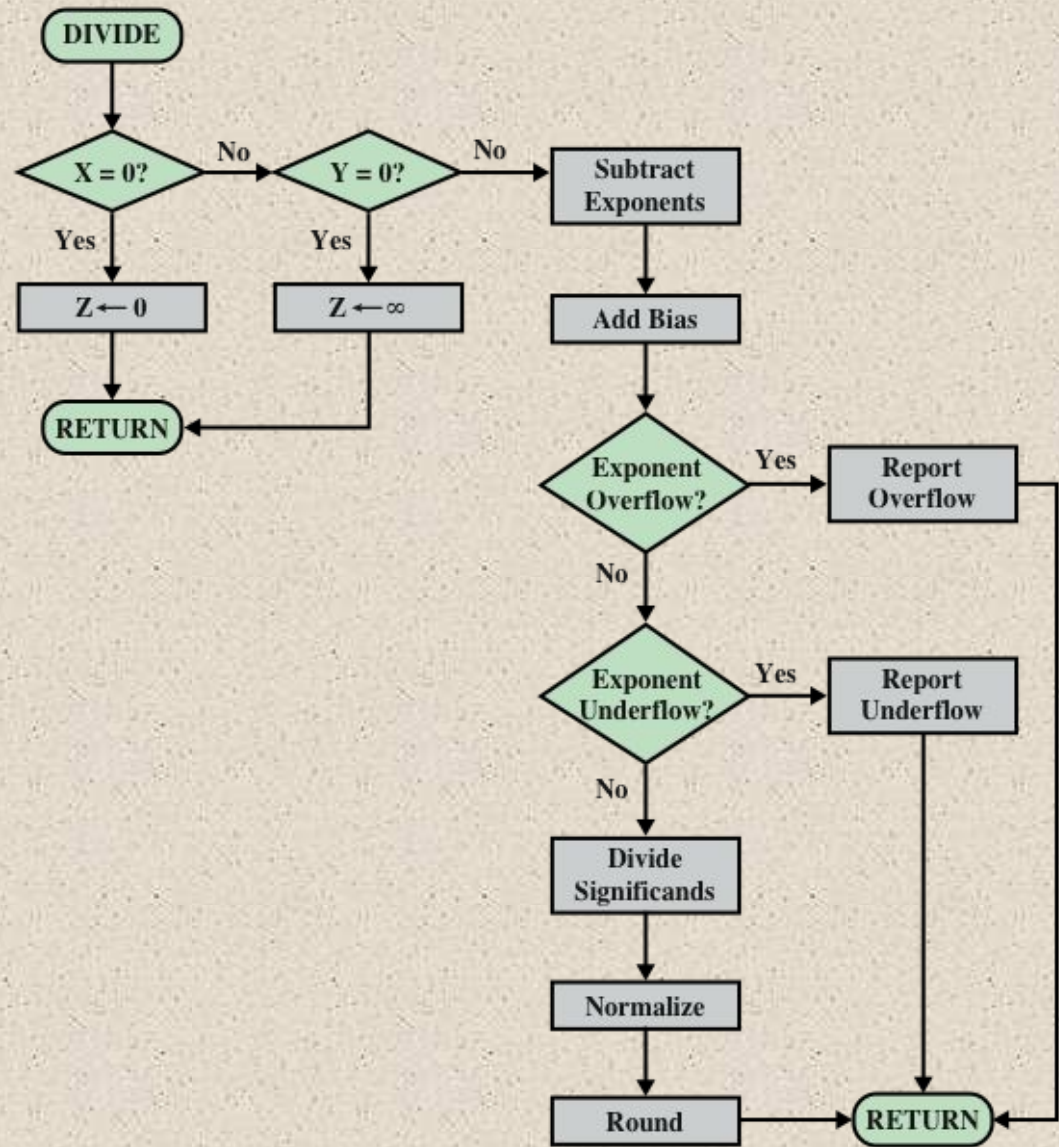 DIVIDE
X = 0?
No
Y = 0?
No
Subtract
Exponents
Yes
Yes
Z ← 0
Z ← ∞
Add Bias
RETURN
Exponent
Overflow?
Yes
Report
Overflow
No
Exponent
Underflow?
Yes
Report
Underflow
No
Divide
Significands
Normalize
Round
RETURN